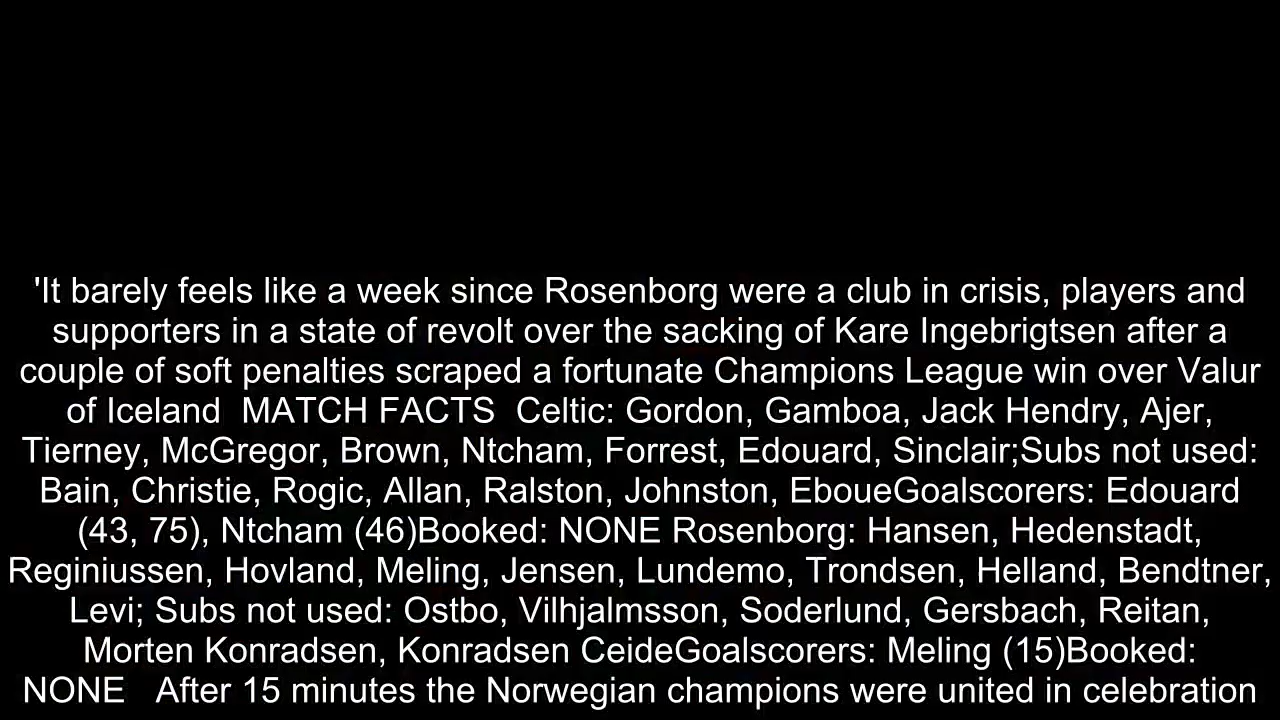 'It barely feels like a week since Rosenborg were a club in crisis, players and
supporters in a state of revolt over the sacking of Kare Ingebrigtsen after a
couple of soft penalties scraped a fortunate Champions League win over Valur
of Iceland  MATCH FACTS  Celtic: Gordon, Gamboa, Jack Hendry, Ajer,
Tierney, McGregor, Brown, Ntcham, Forrest, Edouard, Sinclair;Subs not used:
Bain, Christie, Rogic, Allan, Ralston, Johnston, EboueGoalscorers: Edouard
(43, 75), Ntcham (46)Booked: NONE Rosenborg: Hansen, Hedenstadt,
Reginiussen, Hovland, Meling, Jensen, Lundemo, Trondsen, Helland, Bendtner,
Levi; Subs not used: Ostbo, Vilhjalmsson, Soderlund, Gersbach, Reitan,
Morten Konradsen, Konradsen CeideGoalscorers: Meling (15)Booked:
NONE   After 15 minutes the Norwegian champions were united in celebration